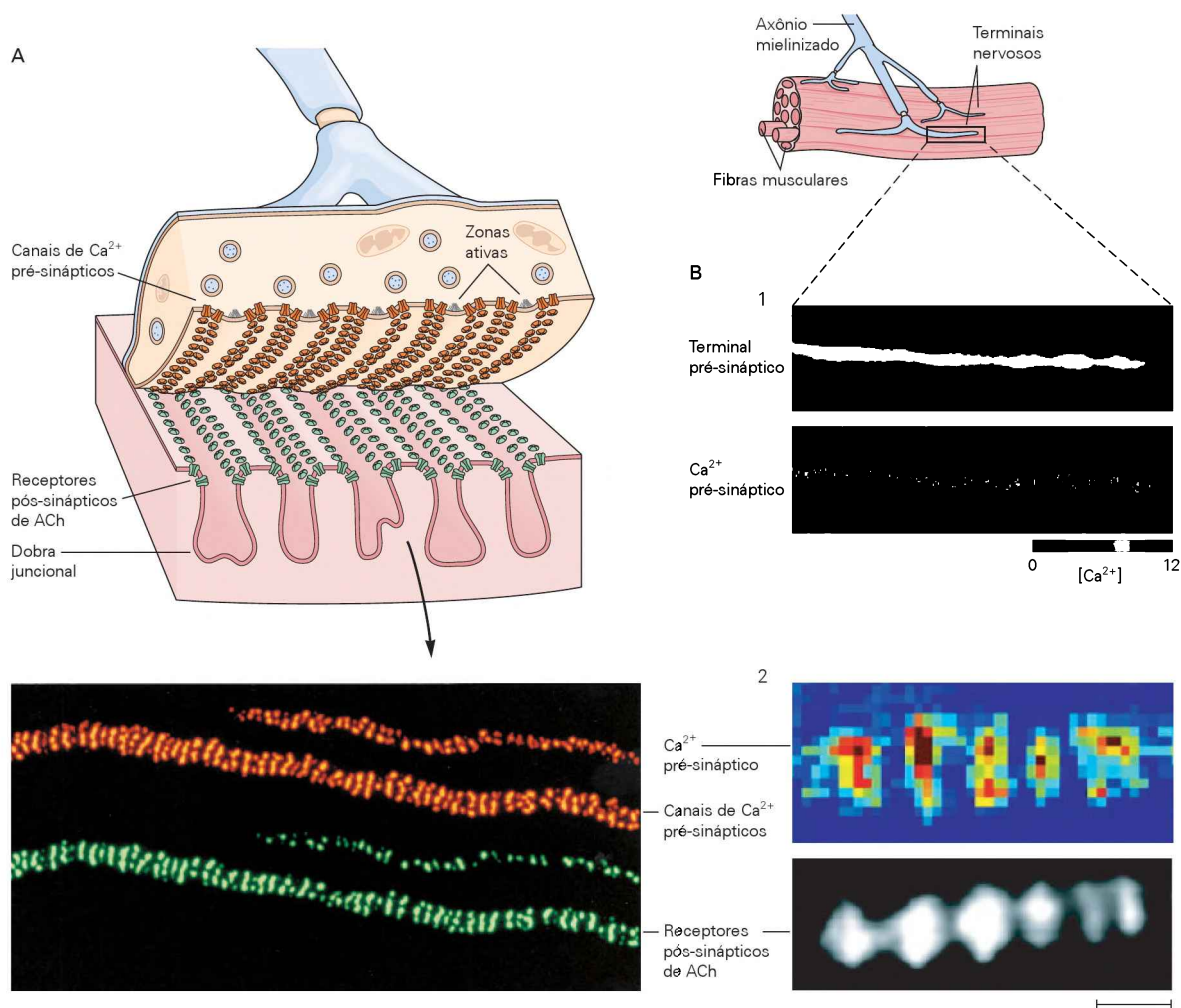 A
Canais de Ca²⁺
pré-sinápticos
Zonas
ativas
Receptores
pós-sinápticos
de ACh
Dobra
juncional
Axônio
mielinizado
Terminais
nervosos
Fibras musculares
B
1
Terminal
pré-sináptico
Ca²⁺
pré-sináptico
0
12
[Ca²⁺]
2
Ca²⁺
pré-sináptico
Canais de Ca²⁺
pré-sinápticos
Receptores
pós-sinápticos
de ACh